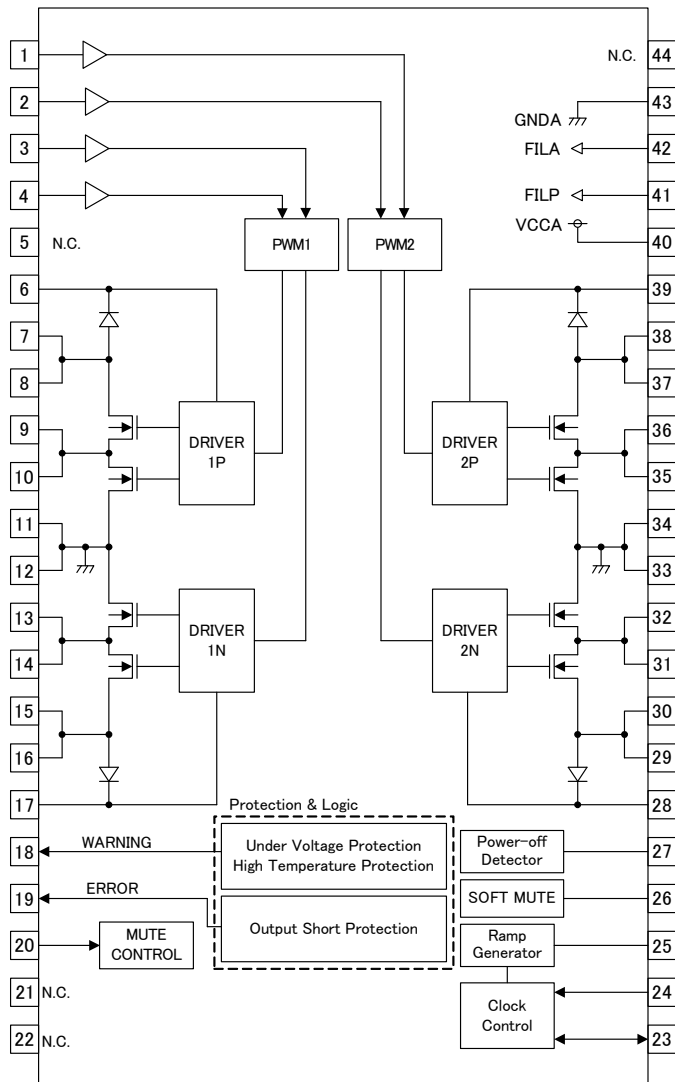 1
N.C.
44
2
43
GNDA
3
FILA
42
4
FILP
41
VCCA
5
N.C.
PWM1
PWM2
40
6
39
7
38
8
37
9
DRIVER
1P
DRIVER
2P
36
10
35
11
34
12
33
13
DRIVER
1N
DRIVER
2N
32
14
31
15
30
16
29
17
28
Protection & Logic
18
WARNING
Under Voltage Protection
High Temperature Protection
Power-off
Detector
27
19
ERROR
Output Short Protection
SOFT MUTE
26
20
MUTE
CONTROL
Ramp
Generator
25
21
N.C.
Clock
Control
24
22
N.C.
23